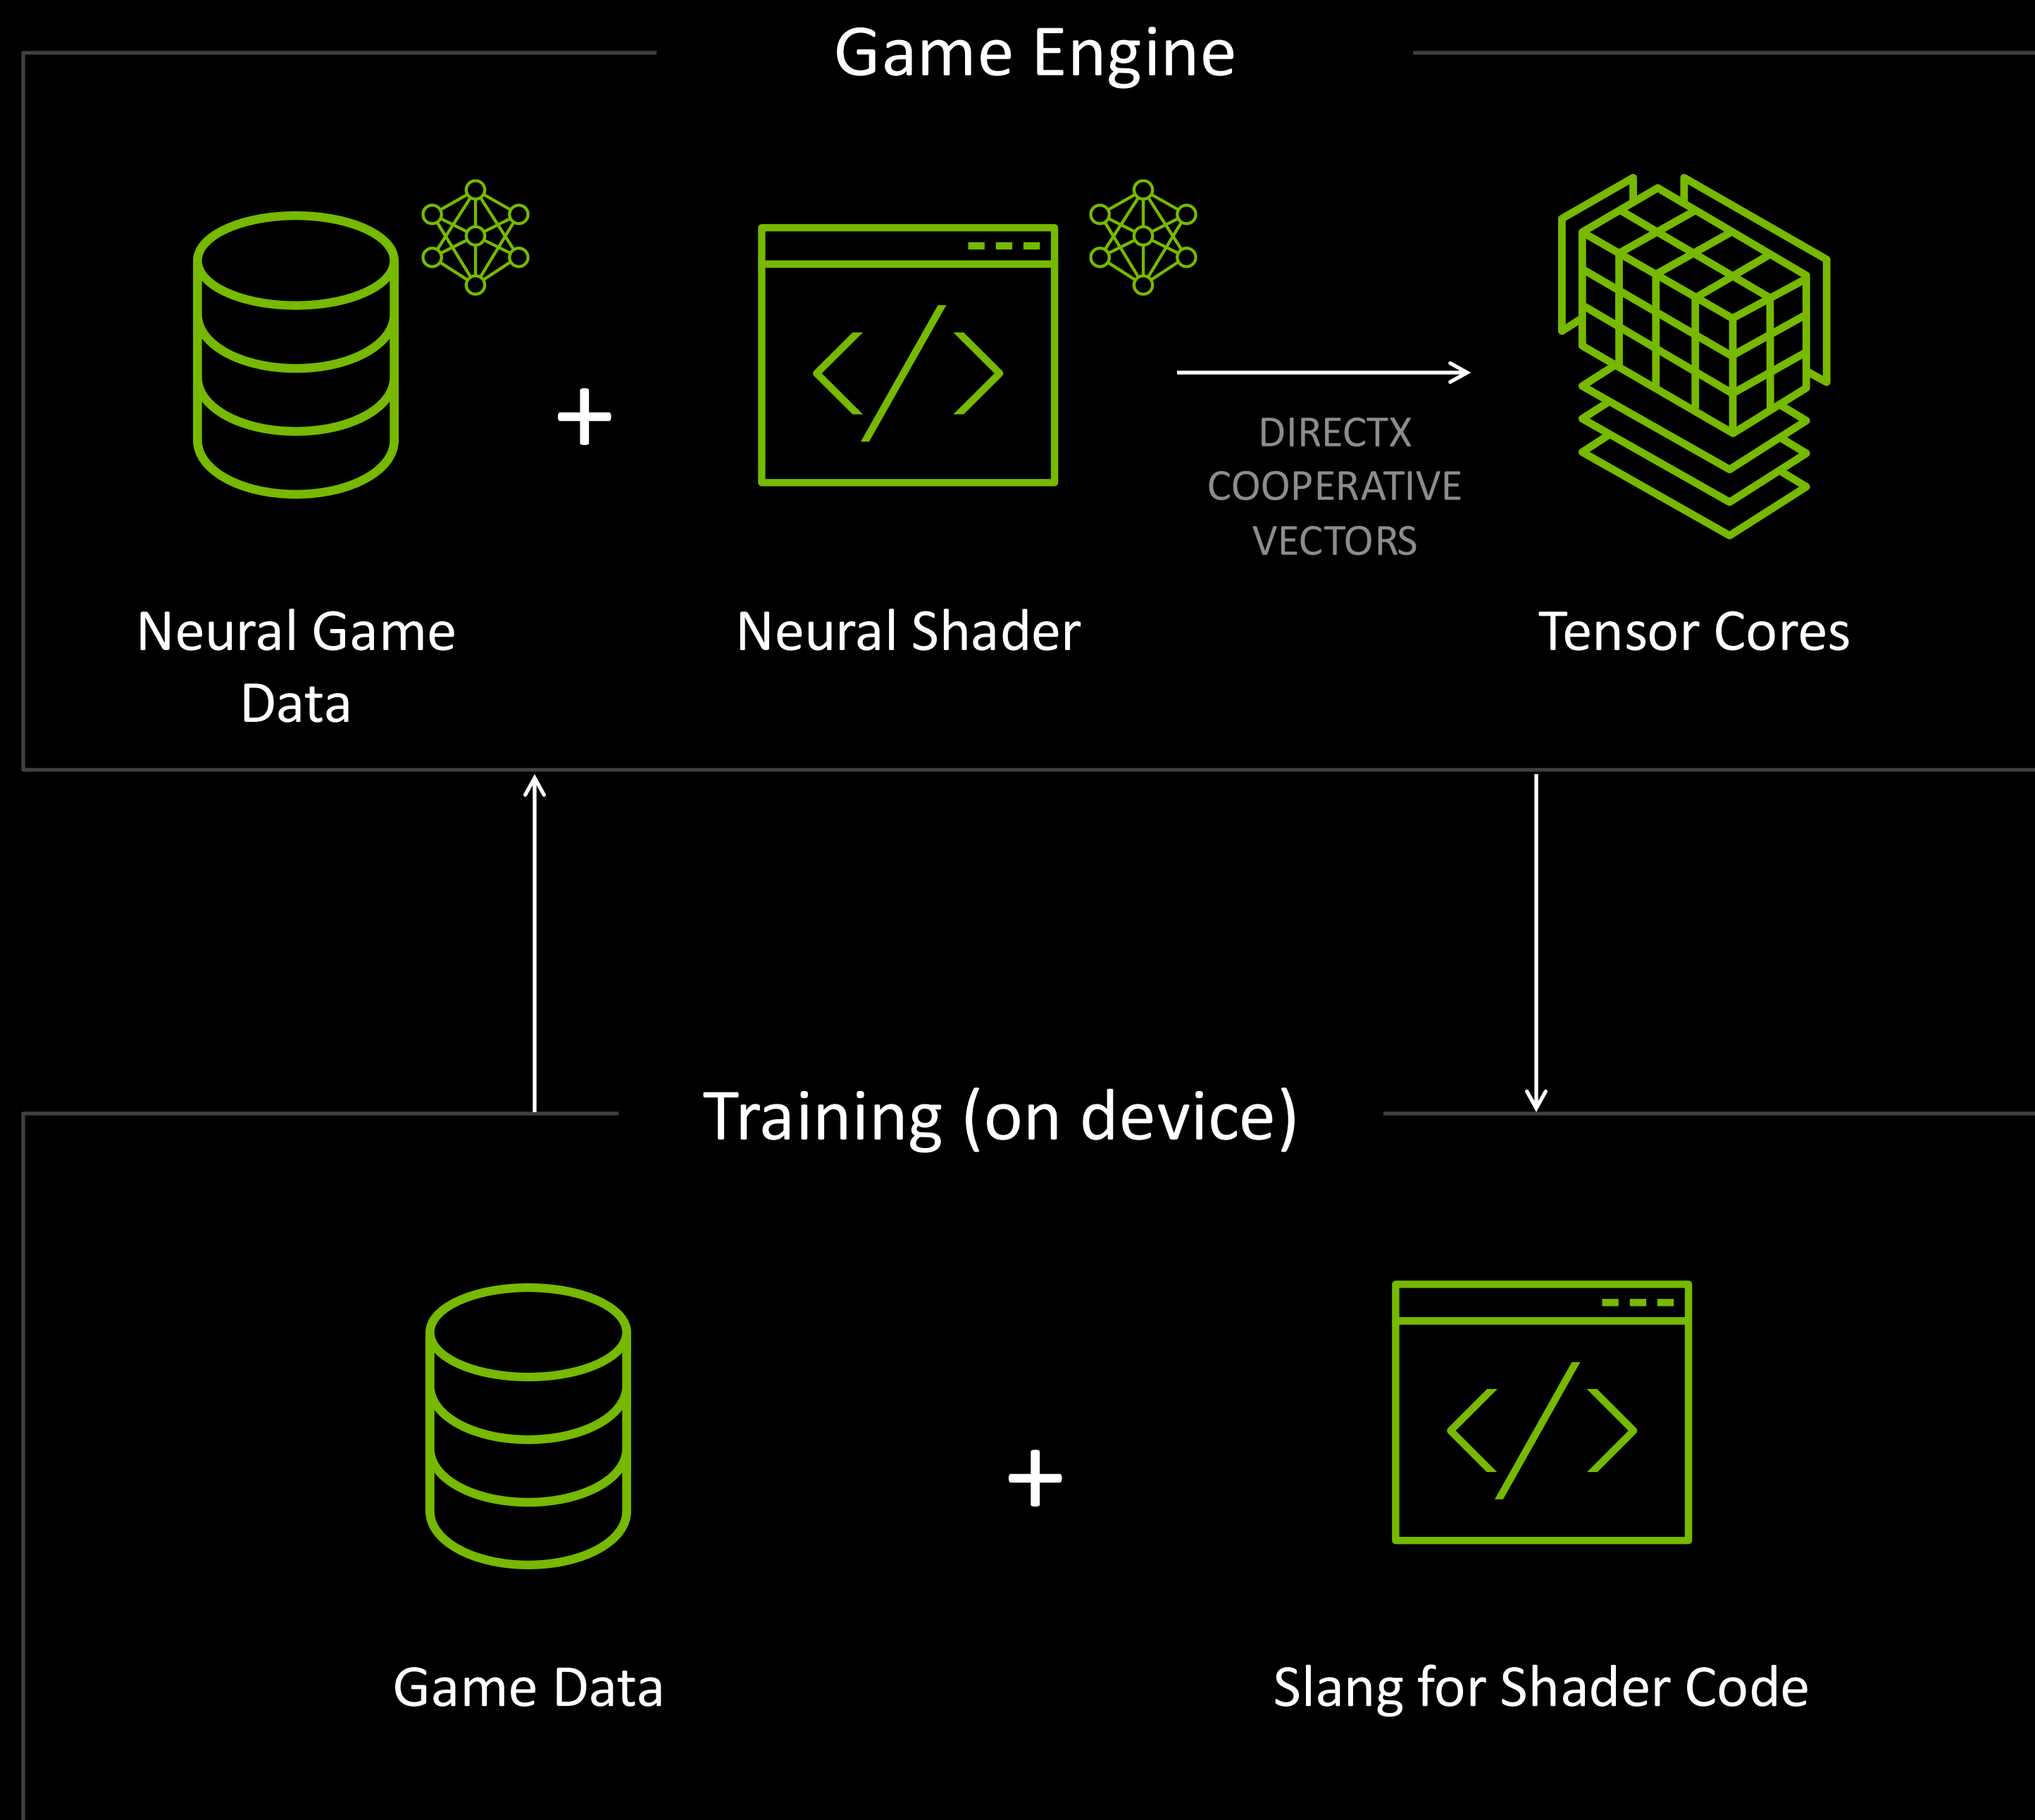 Game Engine
+
DIRECTX
COOPERATIVE
VECTORS
Neural Game
Data
Neural Shader
Tensor Cores
Training (on device)
+
Game Data
Slang for Shader Code